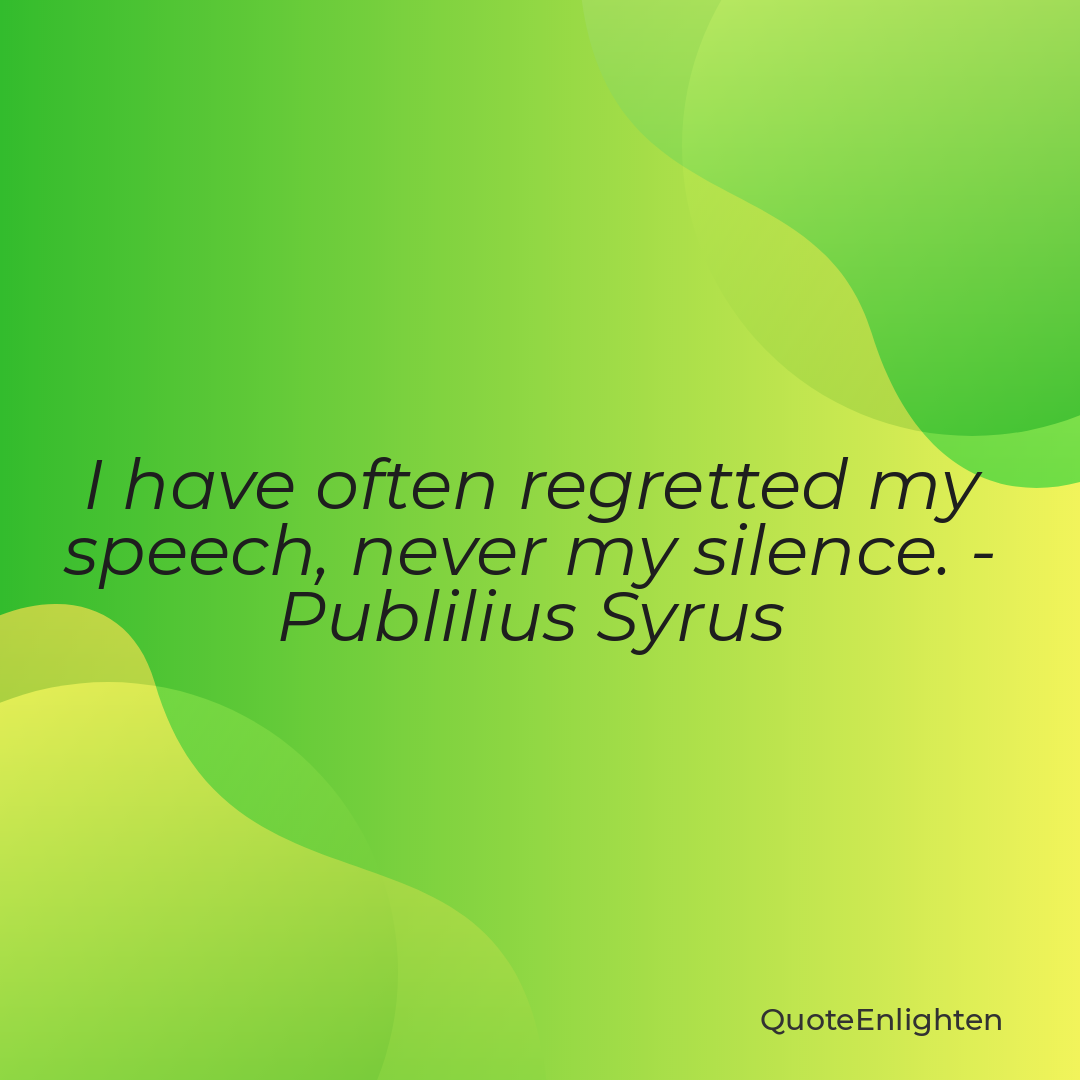 I have often regretted my
speech, never my silence. -
Publilius Syrus
QuoteEnlighten